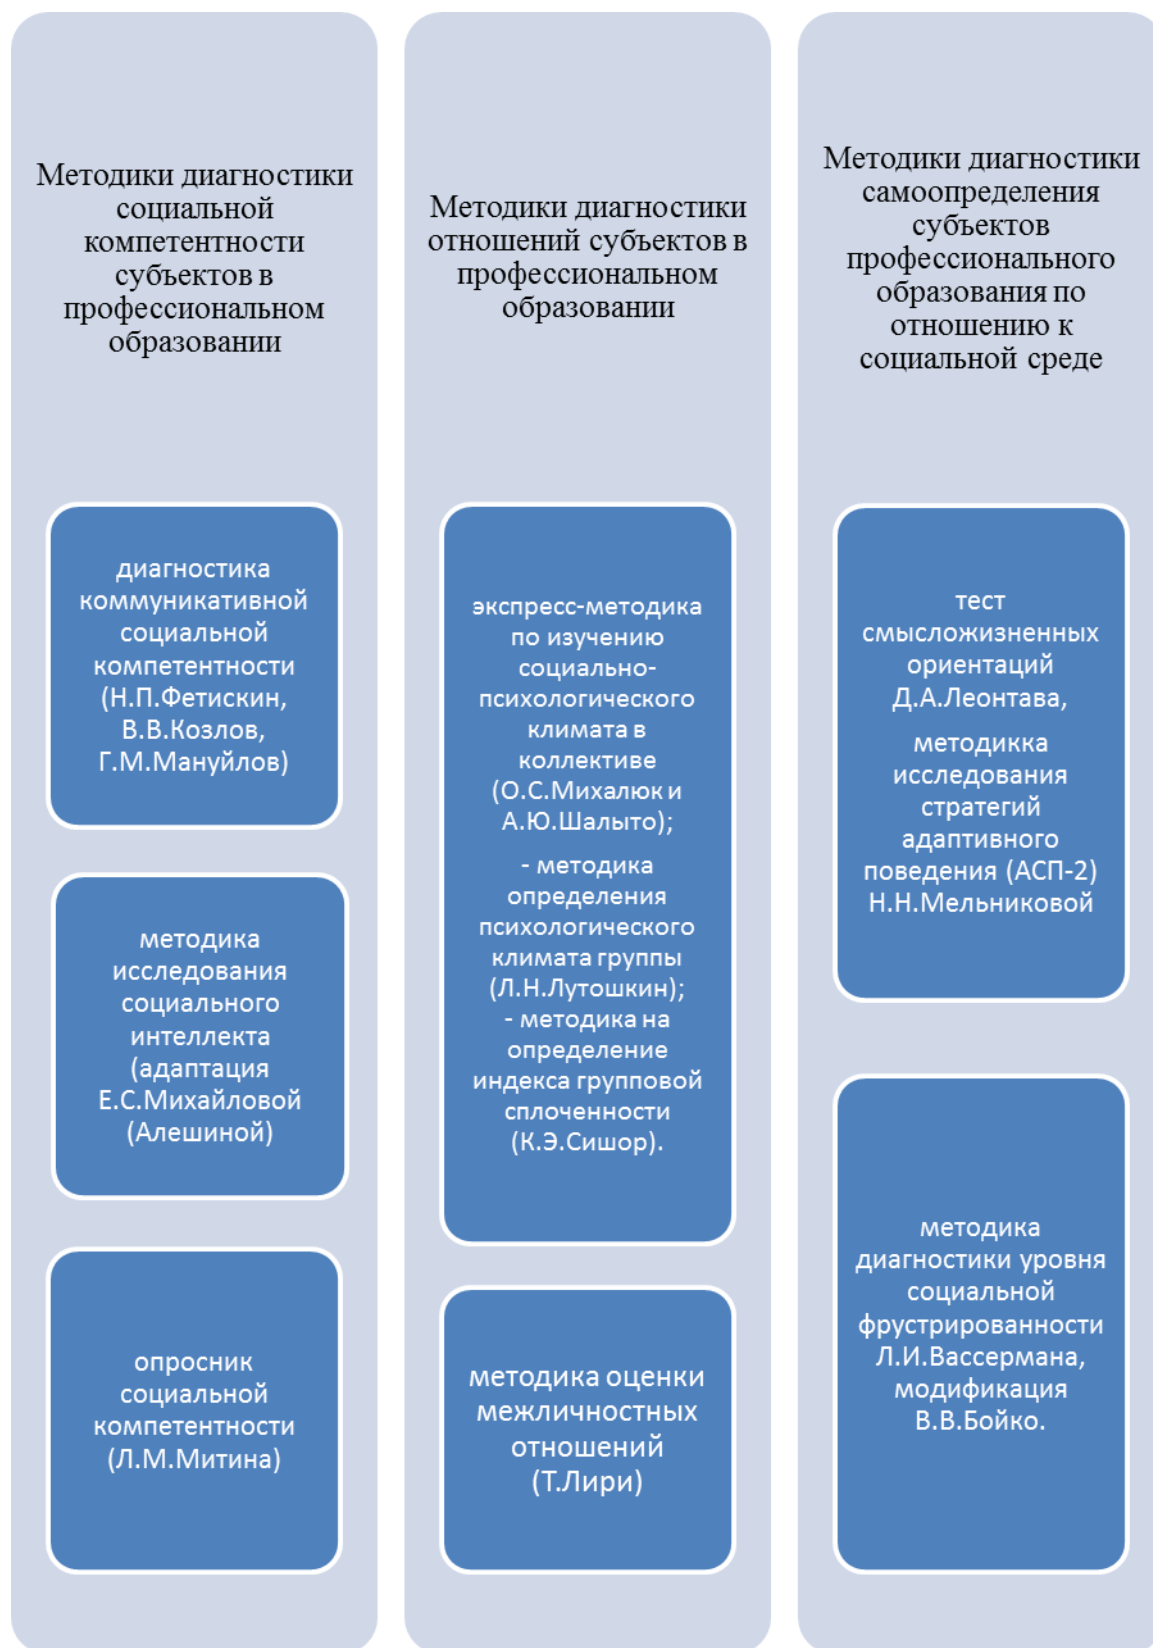 Методики диагностики
социальной
компетентности
субъектов в
профессиональном
образовании
диагностика
коммуникативной
социальной
компетентности
(Н.П.Фетискин,
В.В.Козлов,
Г.М.Мануйлов)
методика
исследования
социального
интеллекта
(адаптация
Е.С.Михайловой
(Алешиной)
опросник
социальной
компетентности
(Л.М.Митина)
Методики диагностики
отношений субъектов в
профессиональном
образовании
экспресс-методика
по изучению
социально-
психологического
климата в
коллективе
(О.С.Михалюк и
А.Ю.Шалыто);
- методика
определения
психологического
климата группы
(Л.Н.Лутошкин);
- методика на
определение
индекса групповой
сплоченности
(К.Э.Сишор).
методика оценки
межличностных
отношений
(Т.Лири)
Методики диагностики
самоопределения
субъектов
профессионального
образования по
отношению к
социальной среде
тест
смысложизненных
ориентаций
Д.А.Леонтава,
методикка
исследования
стратегий
адаптивного
поведения (АСП-2)
Н.Н.Мельниковой
методика
диагностики уровня
социальной
фрустрированности
Л.И.Вассермана,
модификация
В.В.Бойко.